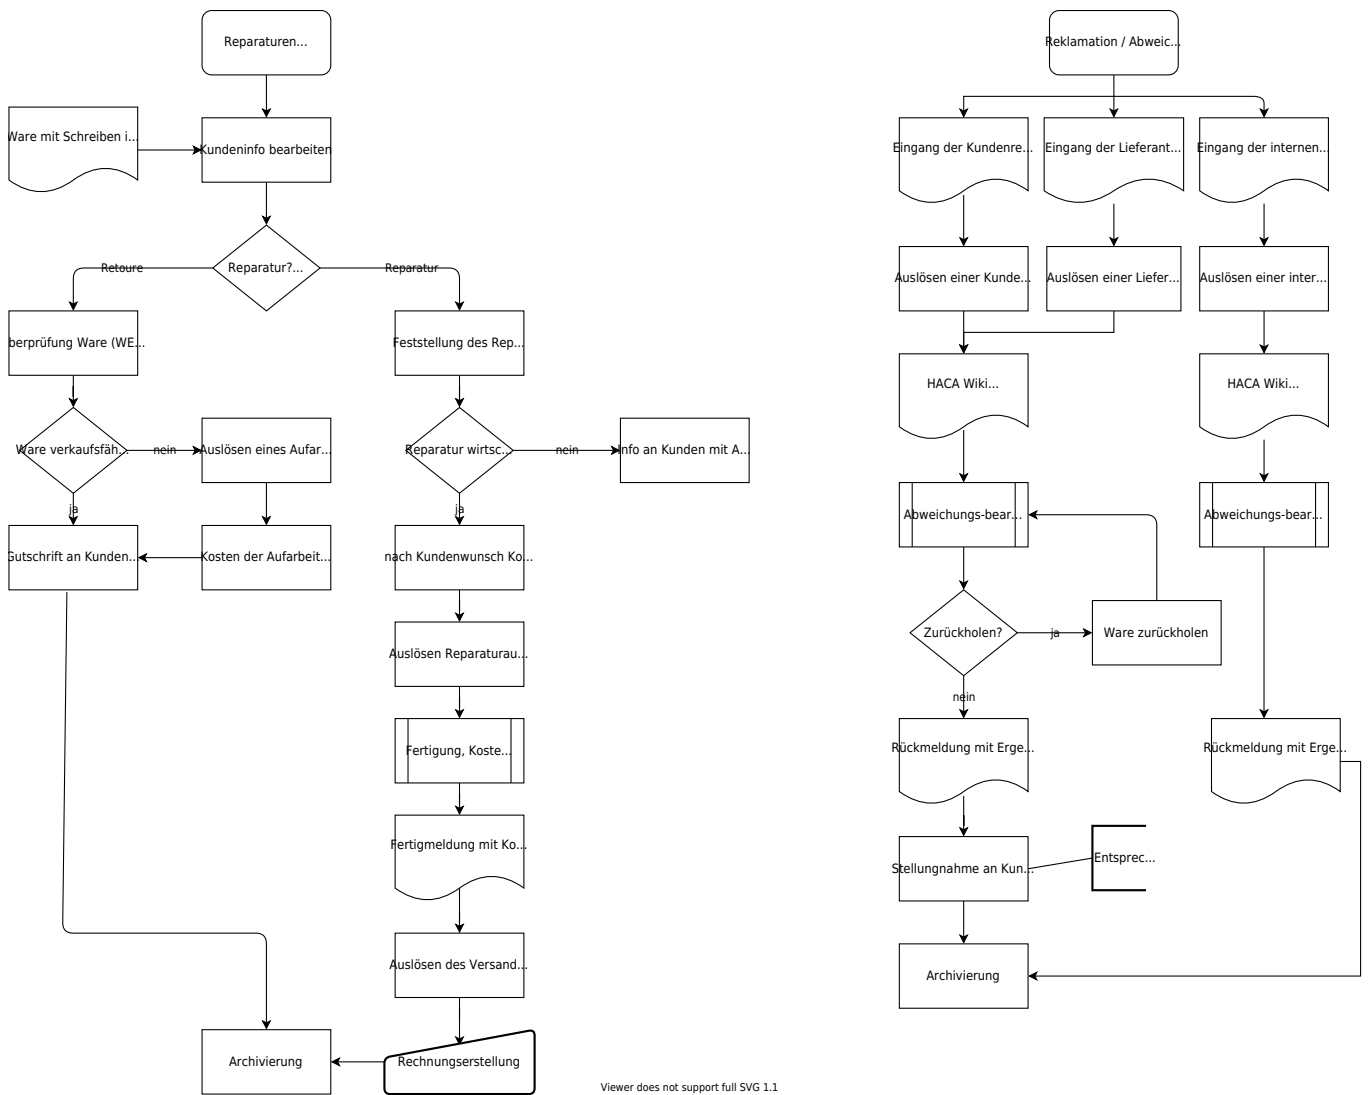 Reparaturen...
Ware mit Schreiben i...
Kundeninfo bearbeiten
Reparatur?...
Retoure
Reparatur
berprüfung Ware (WE...
Feststellung des Rep...
Ware verkaufsfäh...
nein
Auslösen eines Aufar...
Reparatur wirtsc...
nein
Info an Kunden mit A...
ja
ja
Gutschrift an Kunden...
Kosten der Aufarbeit...
nach Kundenwunsch Ko...
Auslösen Reparaturau...
Fertigung, Koste...
Fertigmeldung mit Ko...
Auslösen des Versand...
Archivierung
Rechnungserstellung
Reklamation / Abweic...
Eingang der Kundenre...
Eingang der Lieferant...
Eingang der internen...
Auslösen einer Kunde...
Auslösen einer Liefer...
Auslösen einer inter...
HACA Wiki...
HACA Wiki...
Abweichungs-bear...
Abweichungs-bear...
Zurückholen?
ja
Ware zurückholen
nein
Rückmeldung mit Erge...
Rückmeldung mit Erge...
Stellungnahme an Kun...
Entsprec...
Archivierung
Viewer does not support full SVG 1.1